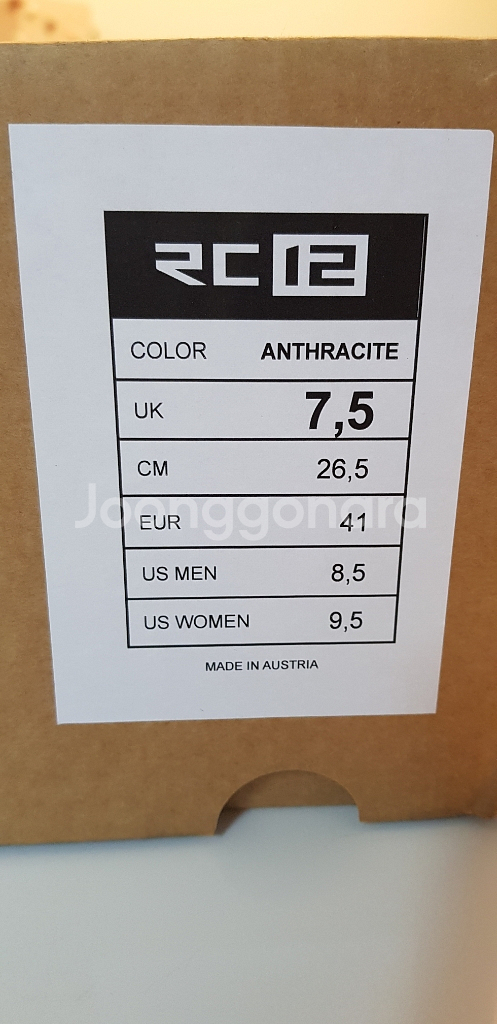 RC 12
COLOR ANTHRACITE
UK 7,5
CM 26,5
Joonggonara
EUR 41
US MEN 8,5
US WOMEN 9,5
MADE IN AUSTRIA